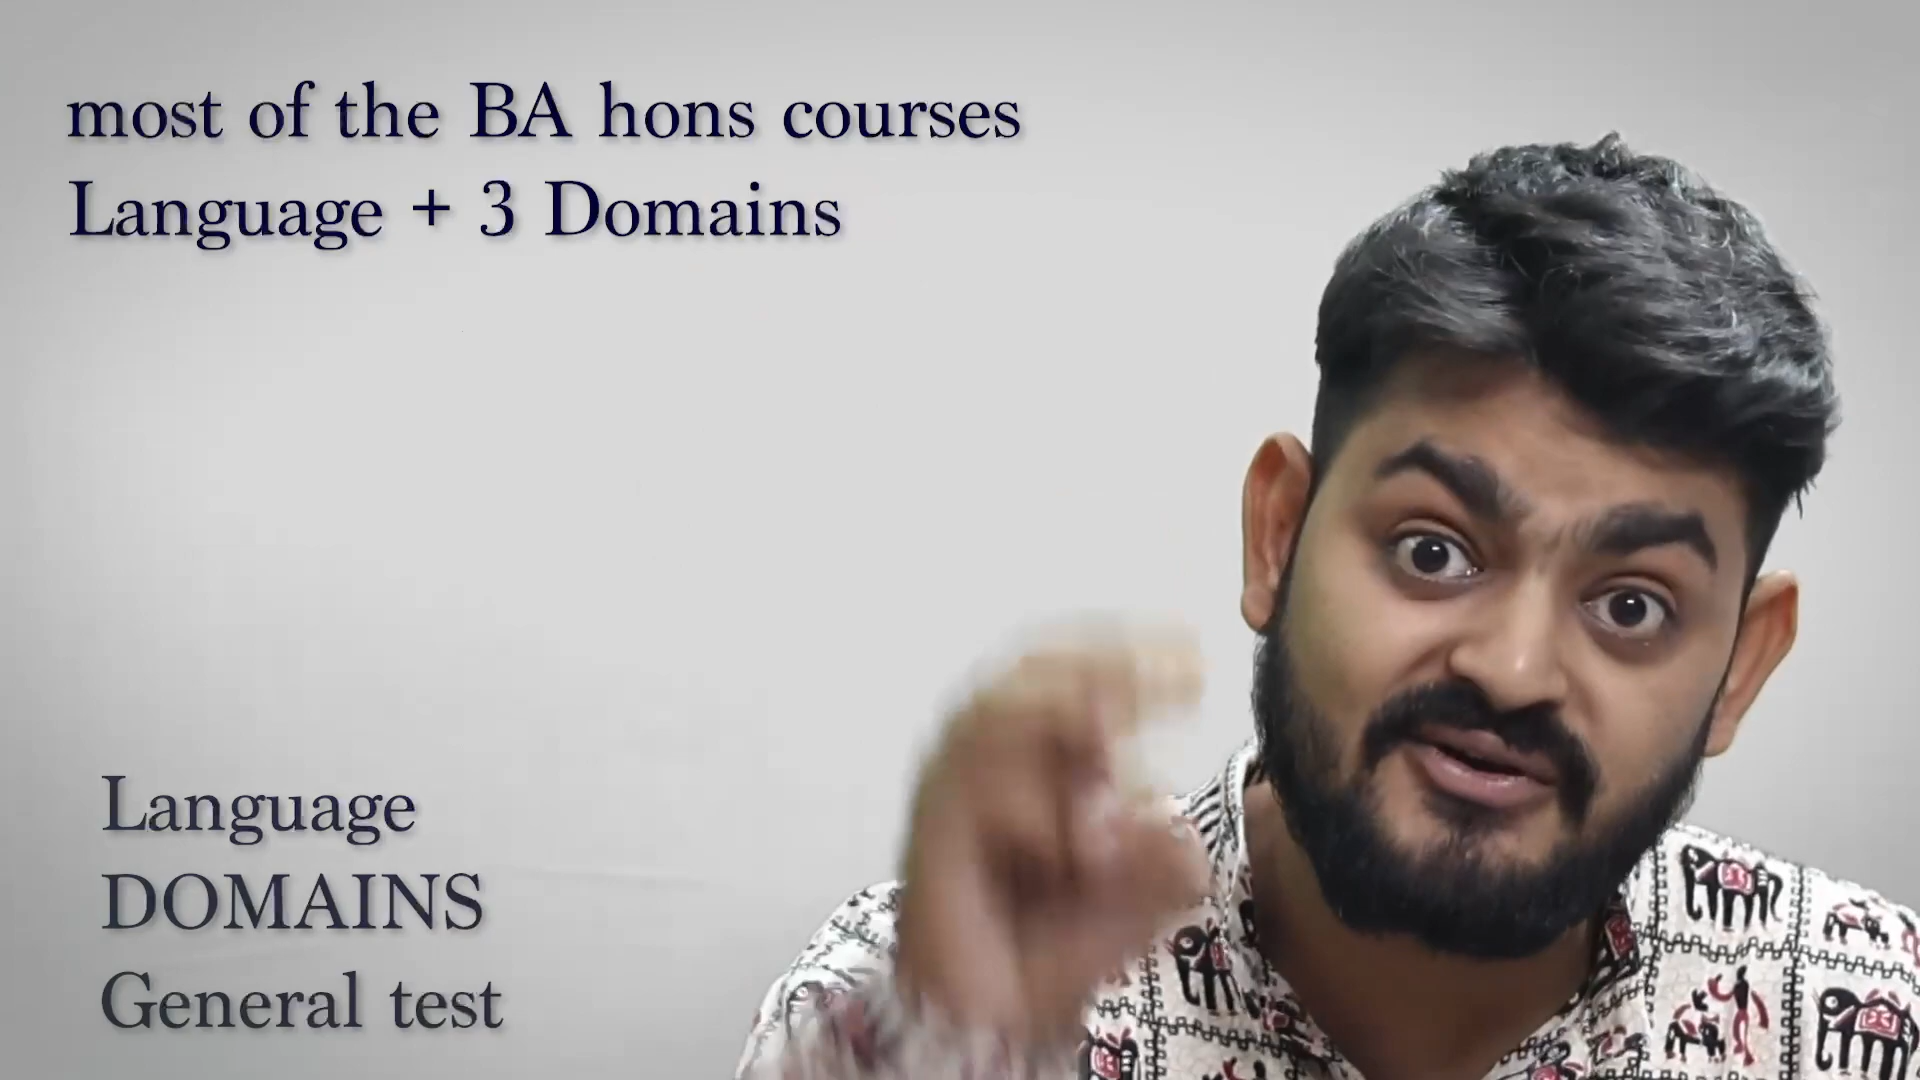 most of the BA hons courses
Language + 3 Domains
Language
DOMAINS
General test